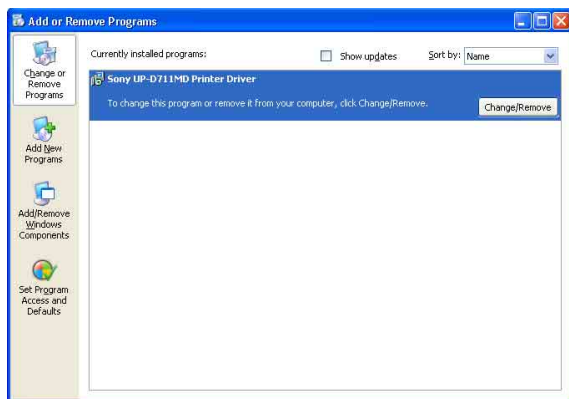 Add or Remove Programs
Change or
Remove
Programs
Currently installed programs:
Show updates
Sort by:
Name
Sony UP-D711MD Printer Driver
To change this program or remove it from your computer, click Change/Remove.
Change/Remove
Add New
Programs
Add/Remove
Windows
Components
Set Program
Access and
Defaults